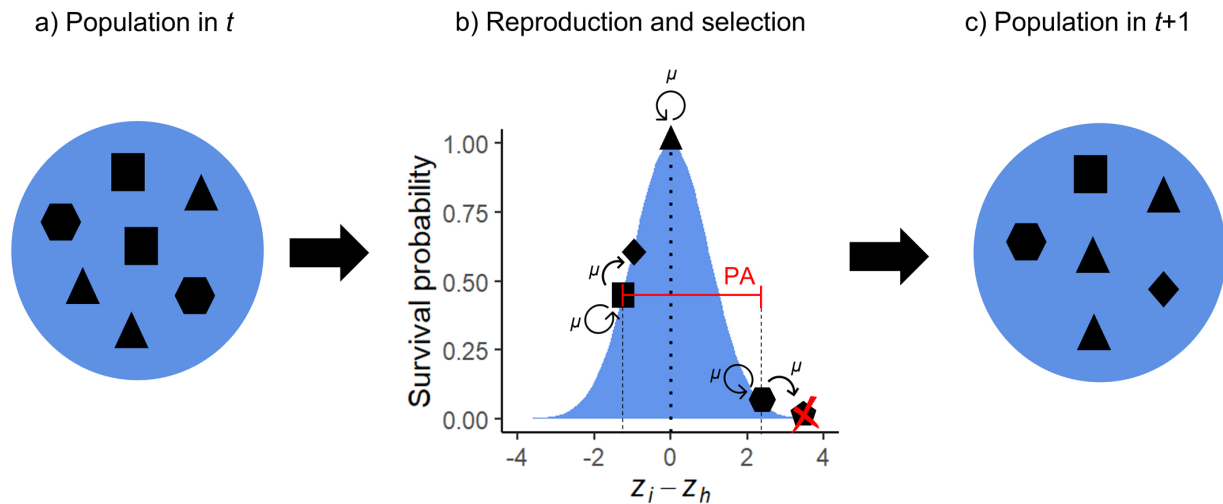 a) Population in t
b) Reproduction and selection
c) Population in t+1
μ
1.00
0.75
0.50
0.25
0.00
Survival probability
PA
μ
μ
μ
μ
-4
-2
0
2
4
z_i − z_h